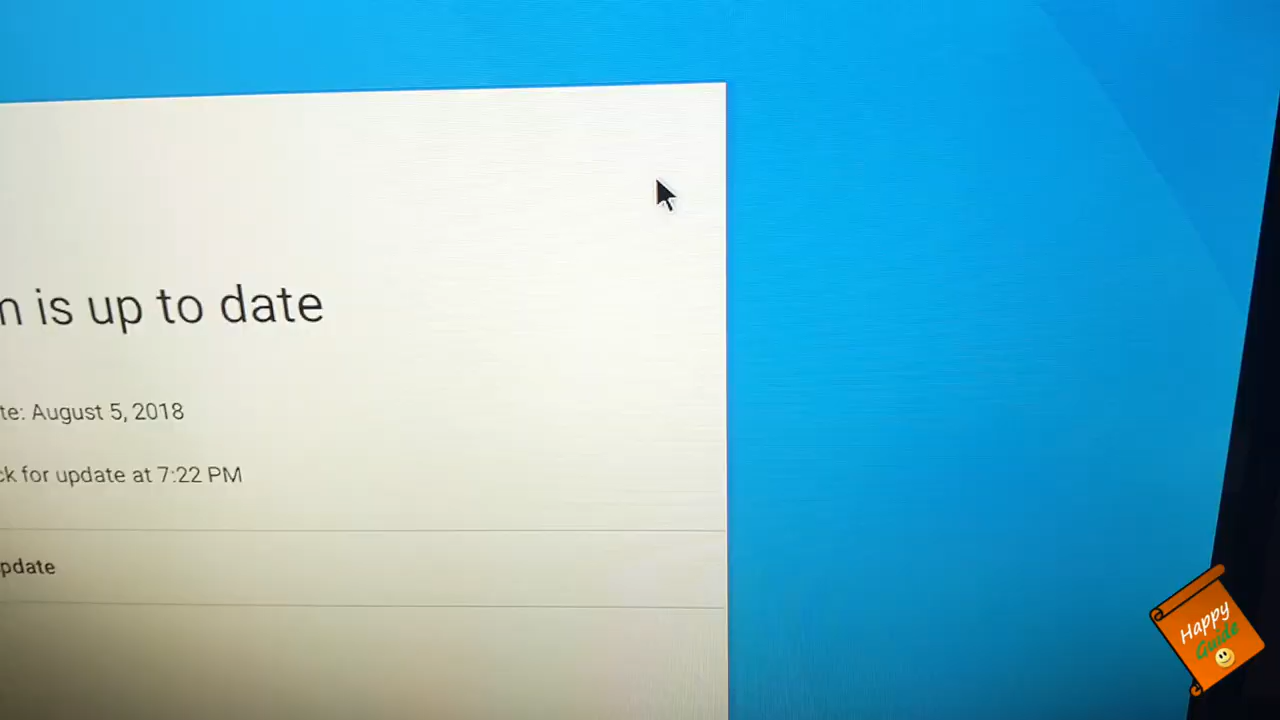 is up to date
te: August 5, 2018
ck for update at 7:22 PM
pdate
Happy
Guide